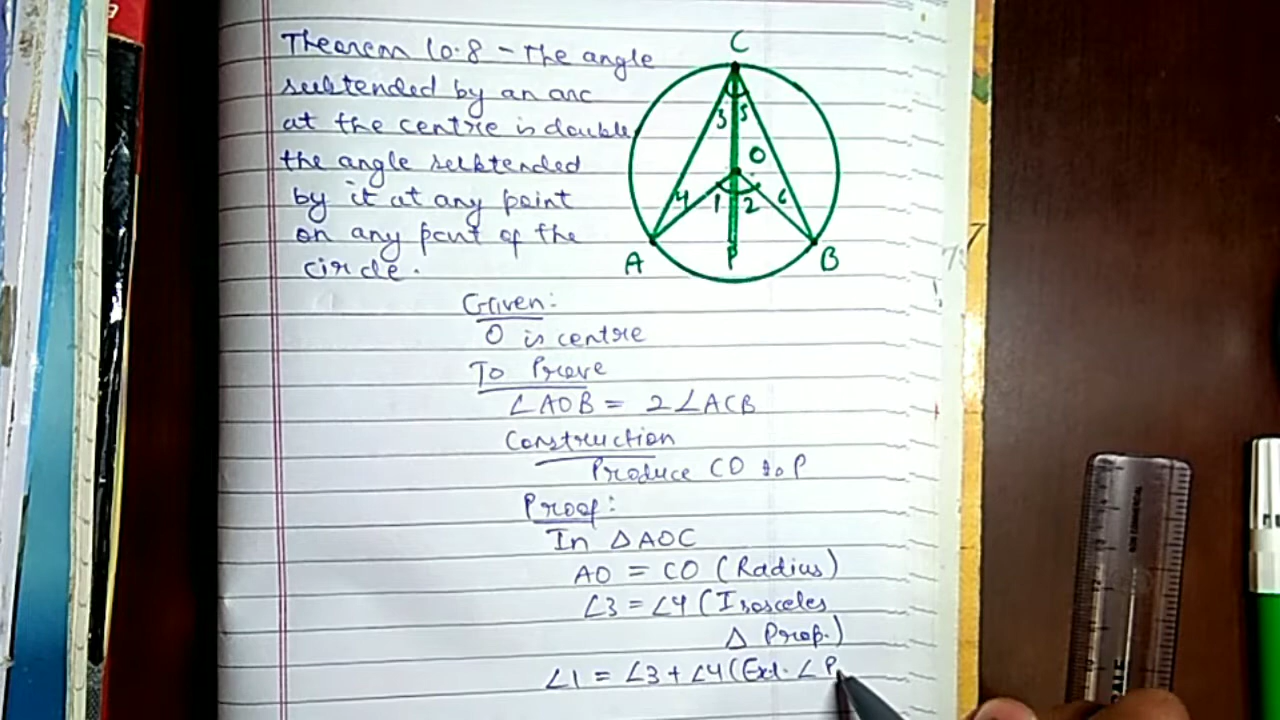 Theorem 10.8 - The angle
subtended by an arc
at the centre is double
the angle subtended
by it at any point
on any part of the
circle.
C
3 5
O
4 1 2 6
A P B
Given:
O is centre
To Prove
∠AOB = 2∠ACB
Construction
Produce CO to P
Proof:
In △AOC
AO = CO (Radius)
∠3 = ∠4 (Isosceles
△ Prop.)
∠1 = ∠3 + ∠4 (Ext. ∠ P